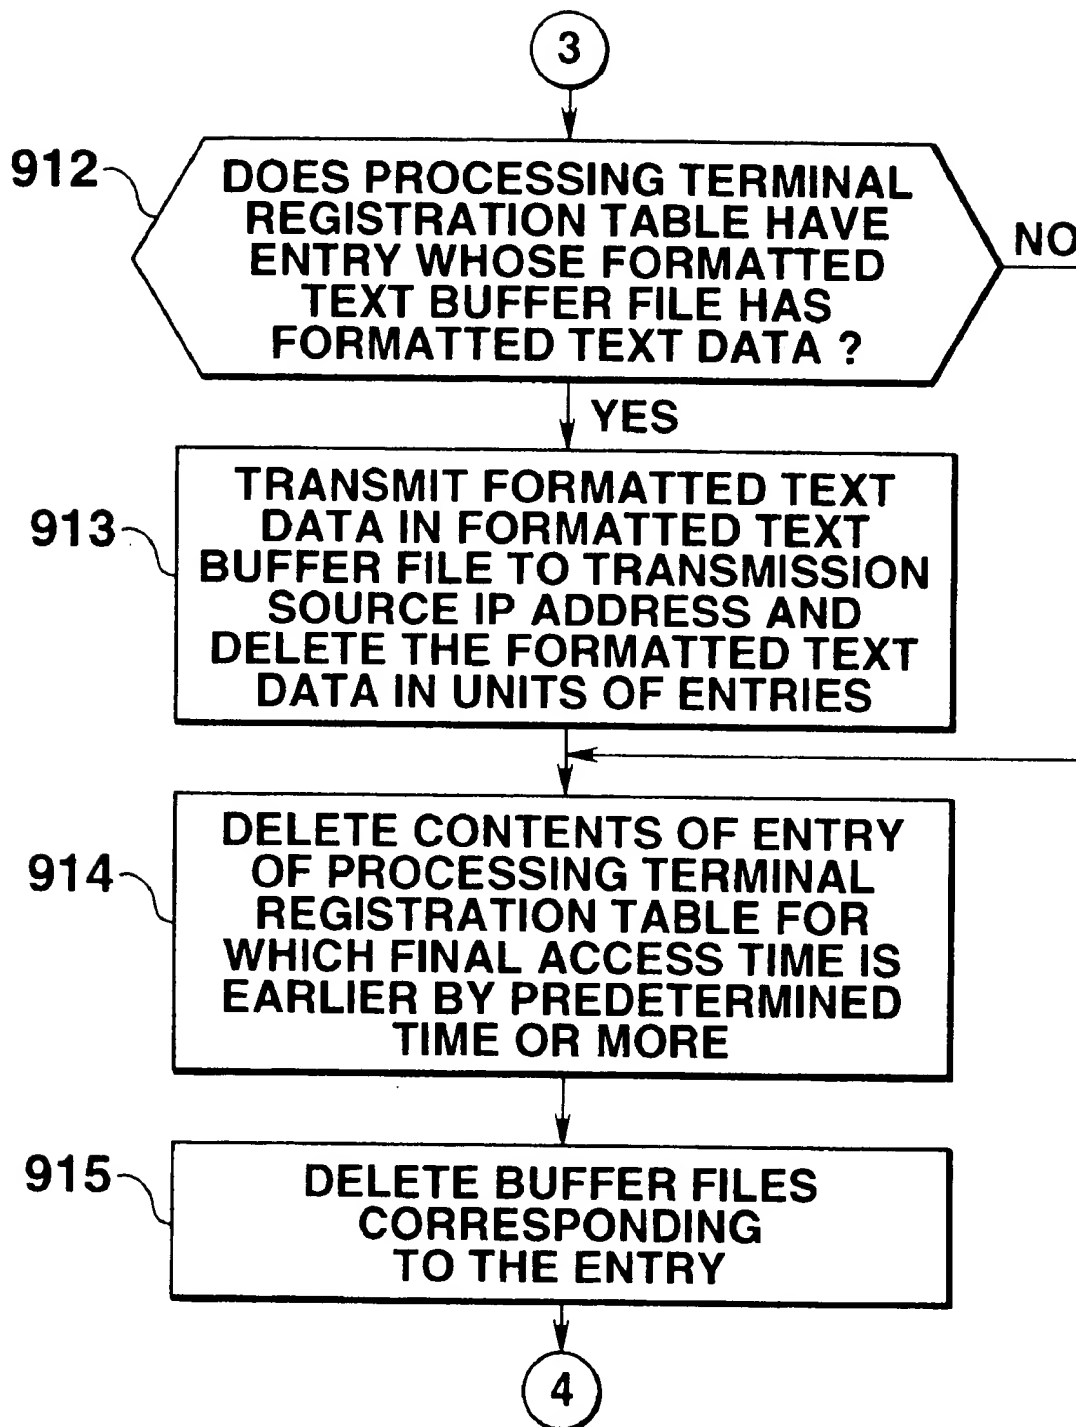 3
912
DOES PROCESSING TERMINAL
REGISTRATION TABLE HAVE
ENTRY WHOSE FORMATTED
TEXT BUFFER FILE HAS
FORMATTED TEXT DATA ?
NO
YES
913
TRANSMIT FORMATTED TEXT
DATA IN FORMATTED TEXT
BUFFER FILE TO TRANSMISSION
SOURCE IP ADDRESS AND
DELETE THE FORMATTED TEXT
DATA IN UNITS OF ENTRIES
914
DELETE CONTENTS OF ENTRY
OF PROCESSING TERMINAL
REGISTRATION TABLE FOR
WHICH FINAL ACCESS TIME IS
EARLIER BY PREDETERMINED
TIME OR MORE
915
DELETE BUFFER FILES
CORRESPONDING
TO THE ENTRY
4